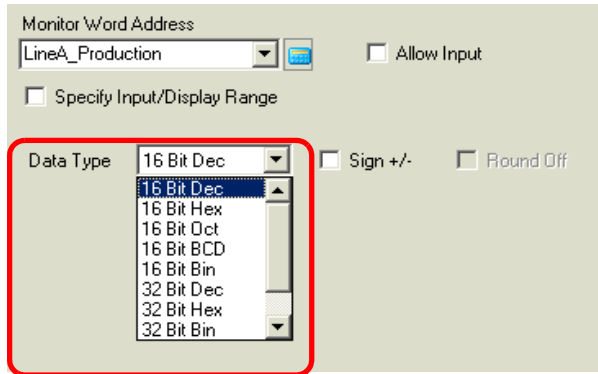 Monitor Word Address
LineA_Production
Allow Input
Specify Input/Display Range
Data Type 16 Bit Dec Sign +/- Round Off
16 Bit Dec
16 Bit Hex
16 Bit Oct
16 Bit BCD
16 Bit Bin
32 Bit Dec
32 Bit Hex
32 Bit Bin